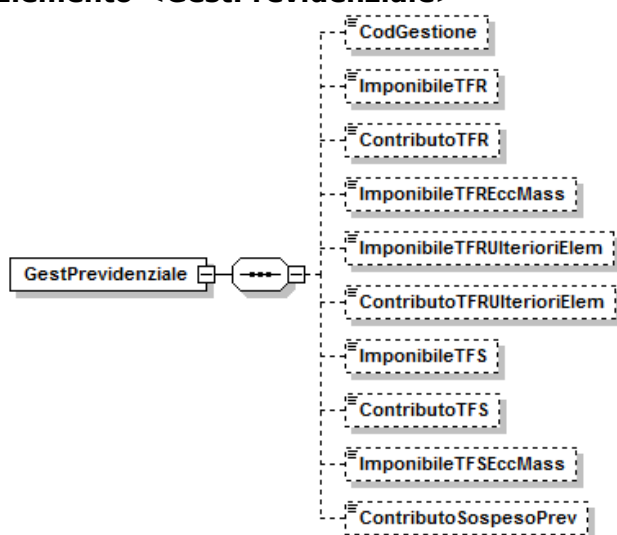 Elemento <GestPrevidenziale>
CodGestione
ImponibileTFR
ContributoTFR
ImponibileTFREccMass
ImponibileTFRUlterioriElem
GestPrevidenziale
ContributoTFRUlterioriElem
ImponibileTFS
ContributoTFS
ImponibileTFSEccMass
ContributoSospesoPrev